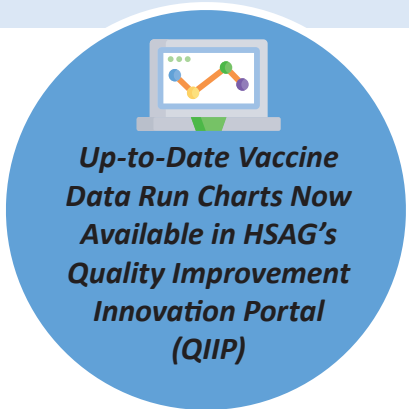 Up-to-Date Vaccine
Data Run Charts Now
Available in HSAG's
Quality Improvement
Innovation Portal
(QIIP)